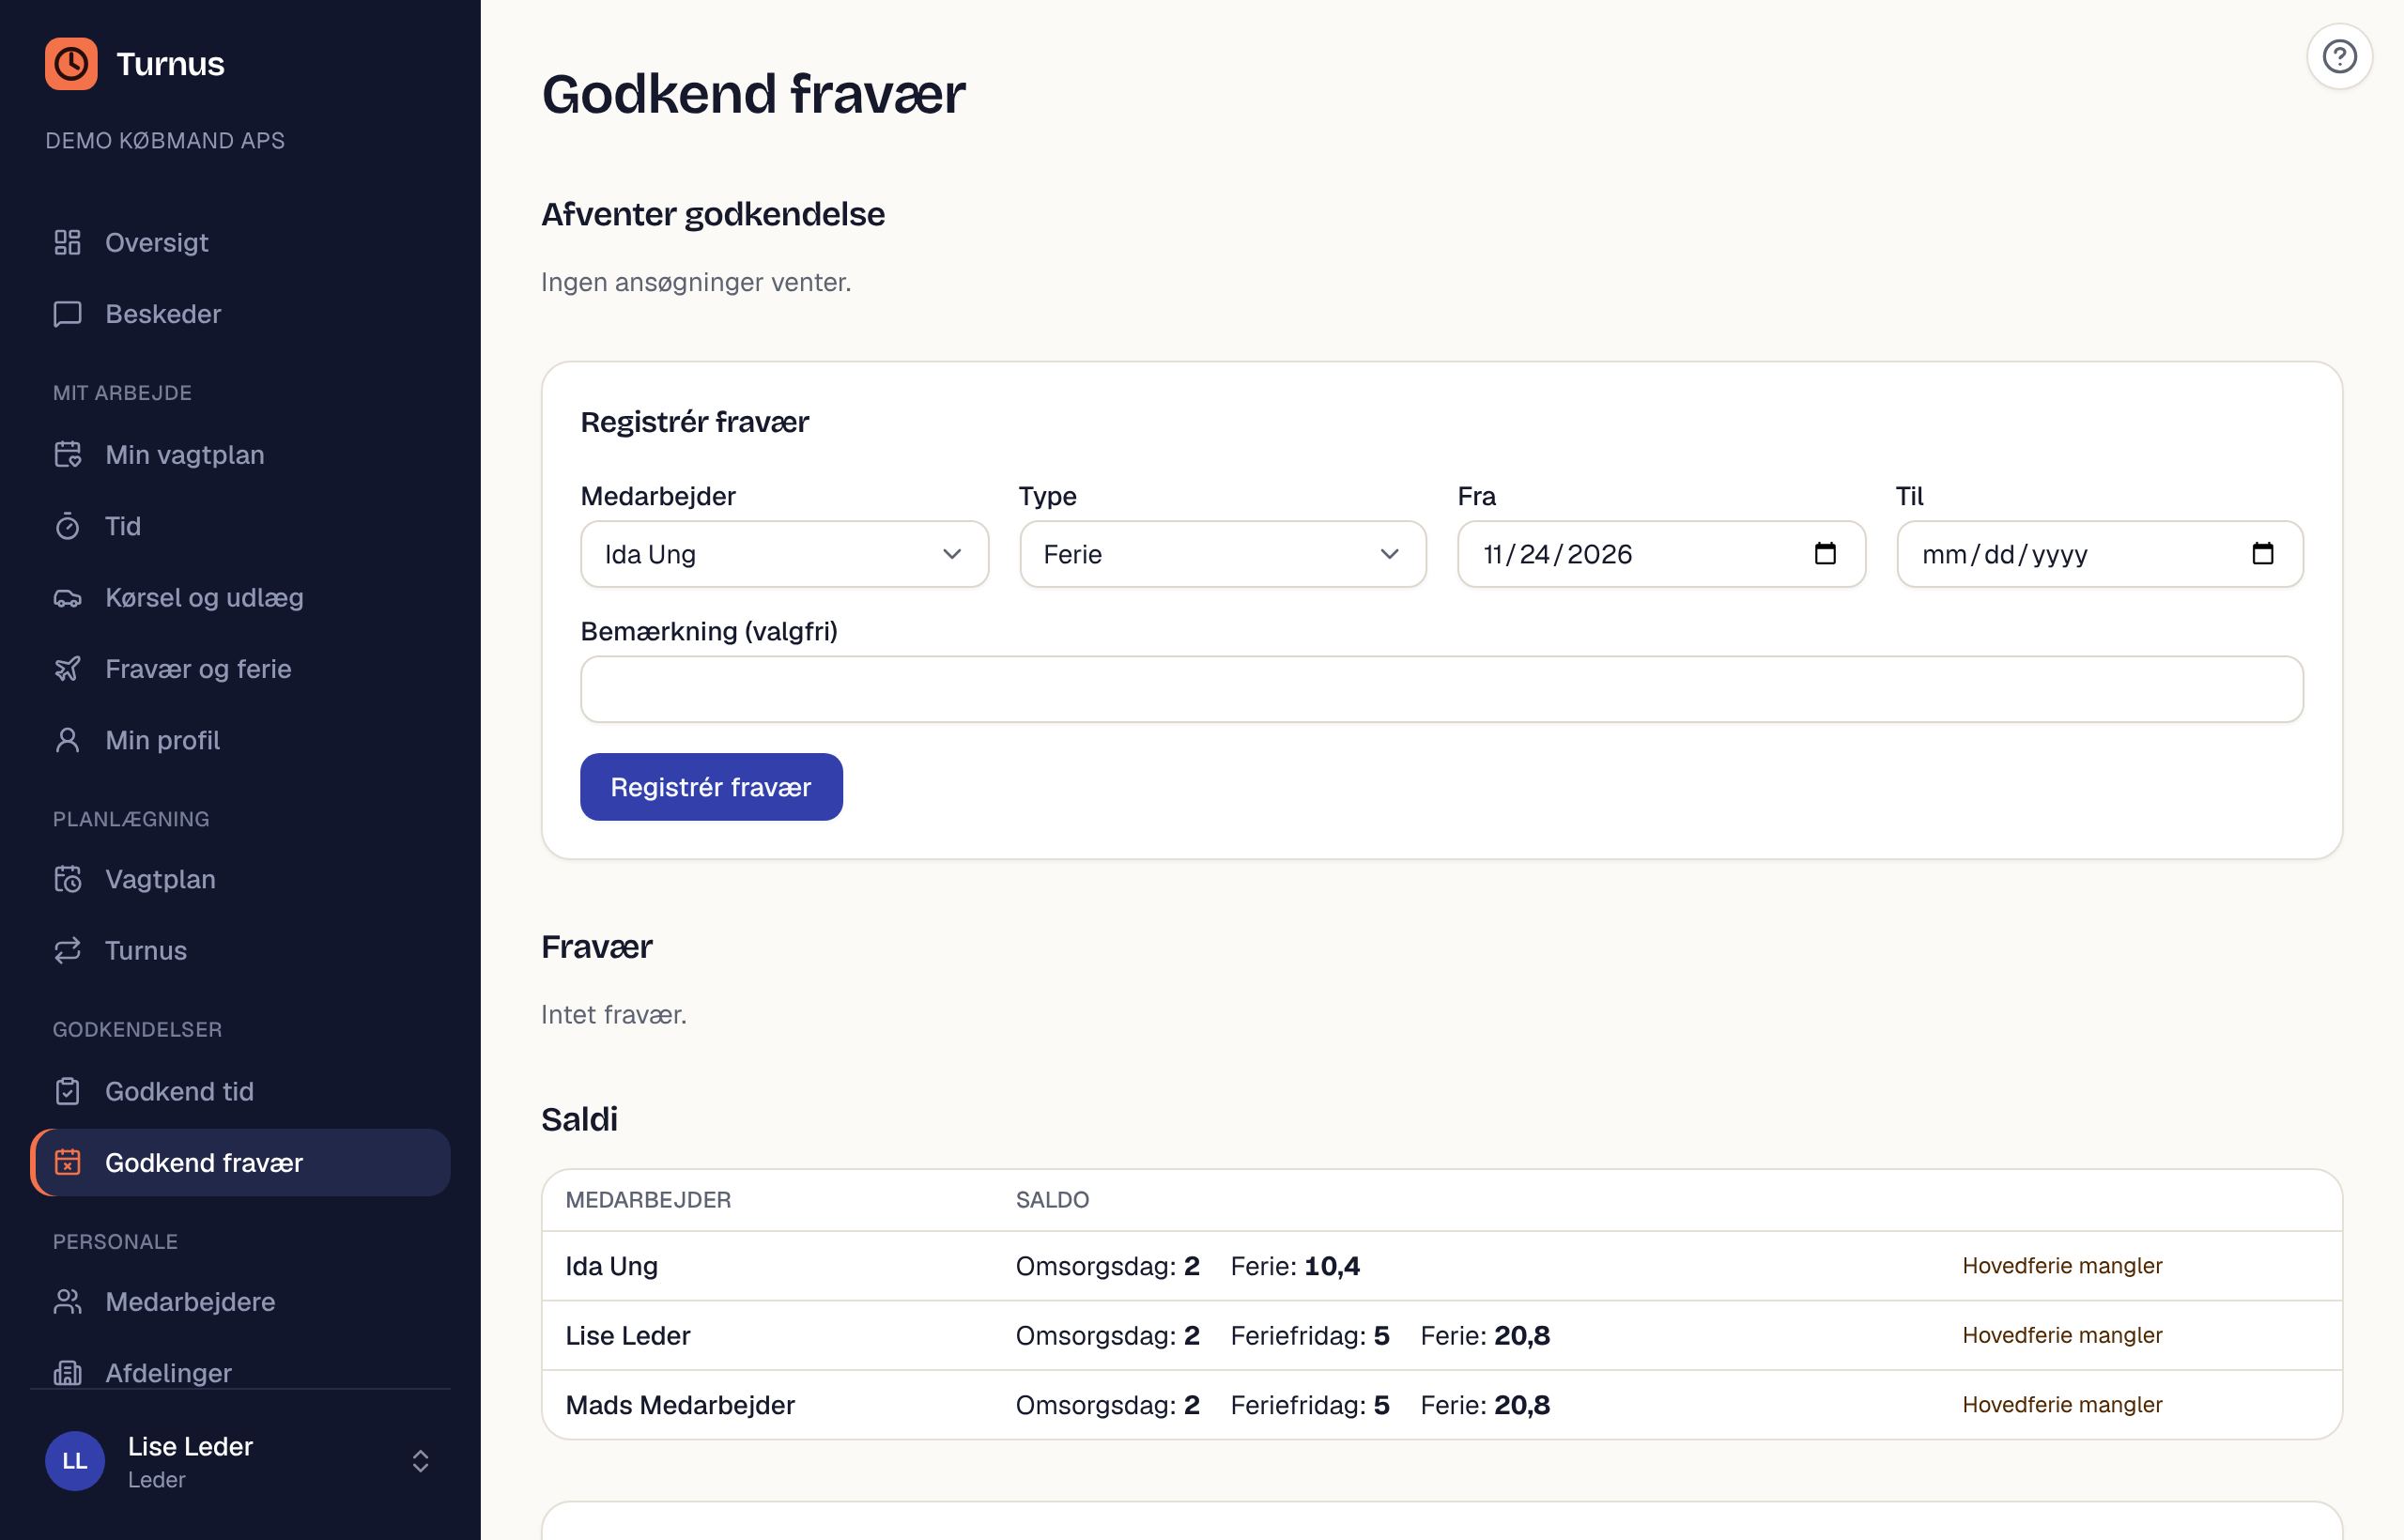 Turnus
DEMO KØBMAND APS
Oversigt
Beskeder
MIT ARBEJDE
Min vagtplan
Tid
Kørsel og udlæg
Fravær og ferie
Min profil
PLANLÆGNING
Vagtplan
Turnus
GODKENDELSER
Godkend tid
Godkend fravær
PERSONALE
Medarbejdere
Afdelinger
LL
Lise Leder
Leder
Godkend fravær
Afventer godkendelse
Ingen ansøgninger venter.
Registrér fravær
Medarbejder Type Fra Til
Ida Ung Ferie 11/24/2026 mm/dd/yyyy
Bemærkning (valgfri)
Registrér fravær
Fravær
Intet fravær.
Saldi
MEDARBEJDER SALDO
Ida Ung Omsorgsdag: 2 Ferie: 10,4 Hovedferie mangler
Lise Leder Omsorgsdag: 2 Feriefridag: 5 Ferie: 20,8 Hovedferie mangler
Mads Medarbejder Omsorgsdag: 2 Feriefridag: 5 Ferie: 20,8 Hovedferie mangler